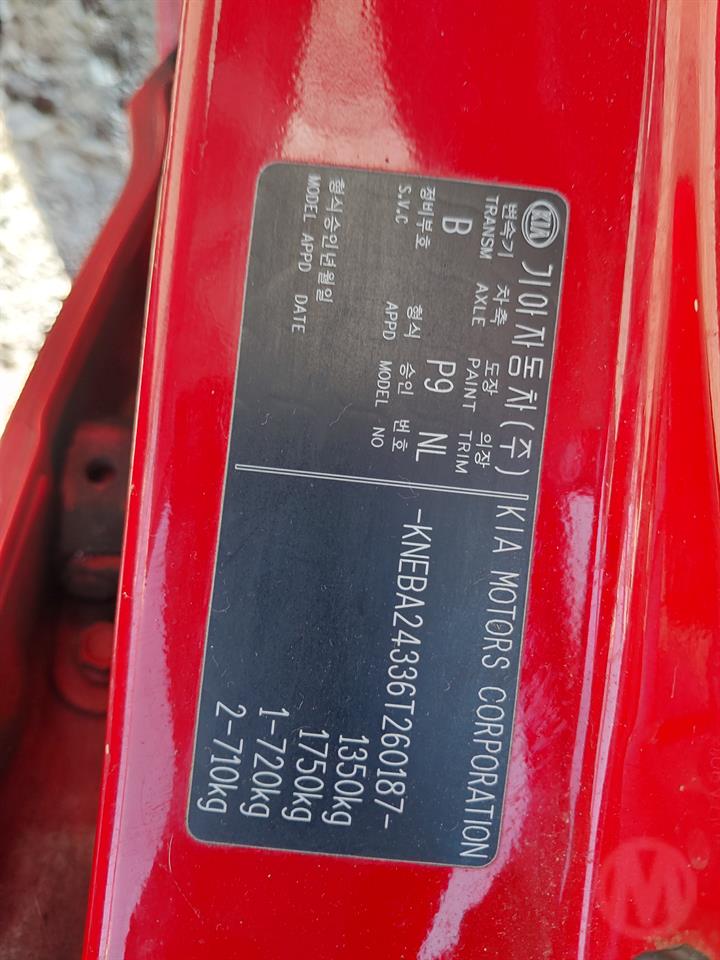 KIA 기아자동차(주) KIA MOTORS CORPORATION
변속기 차축 도장 의장
TRANSM AXLE PAINT TRIM
B P9 NL
정비부호 형식 승인 번호
S.V.C APPD MODEL NO
형식승인년월일
MODEL APPD DATE
-KNEBA24336T260187-
1350kg
1750kg
1-720kg
2-710kg
M